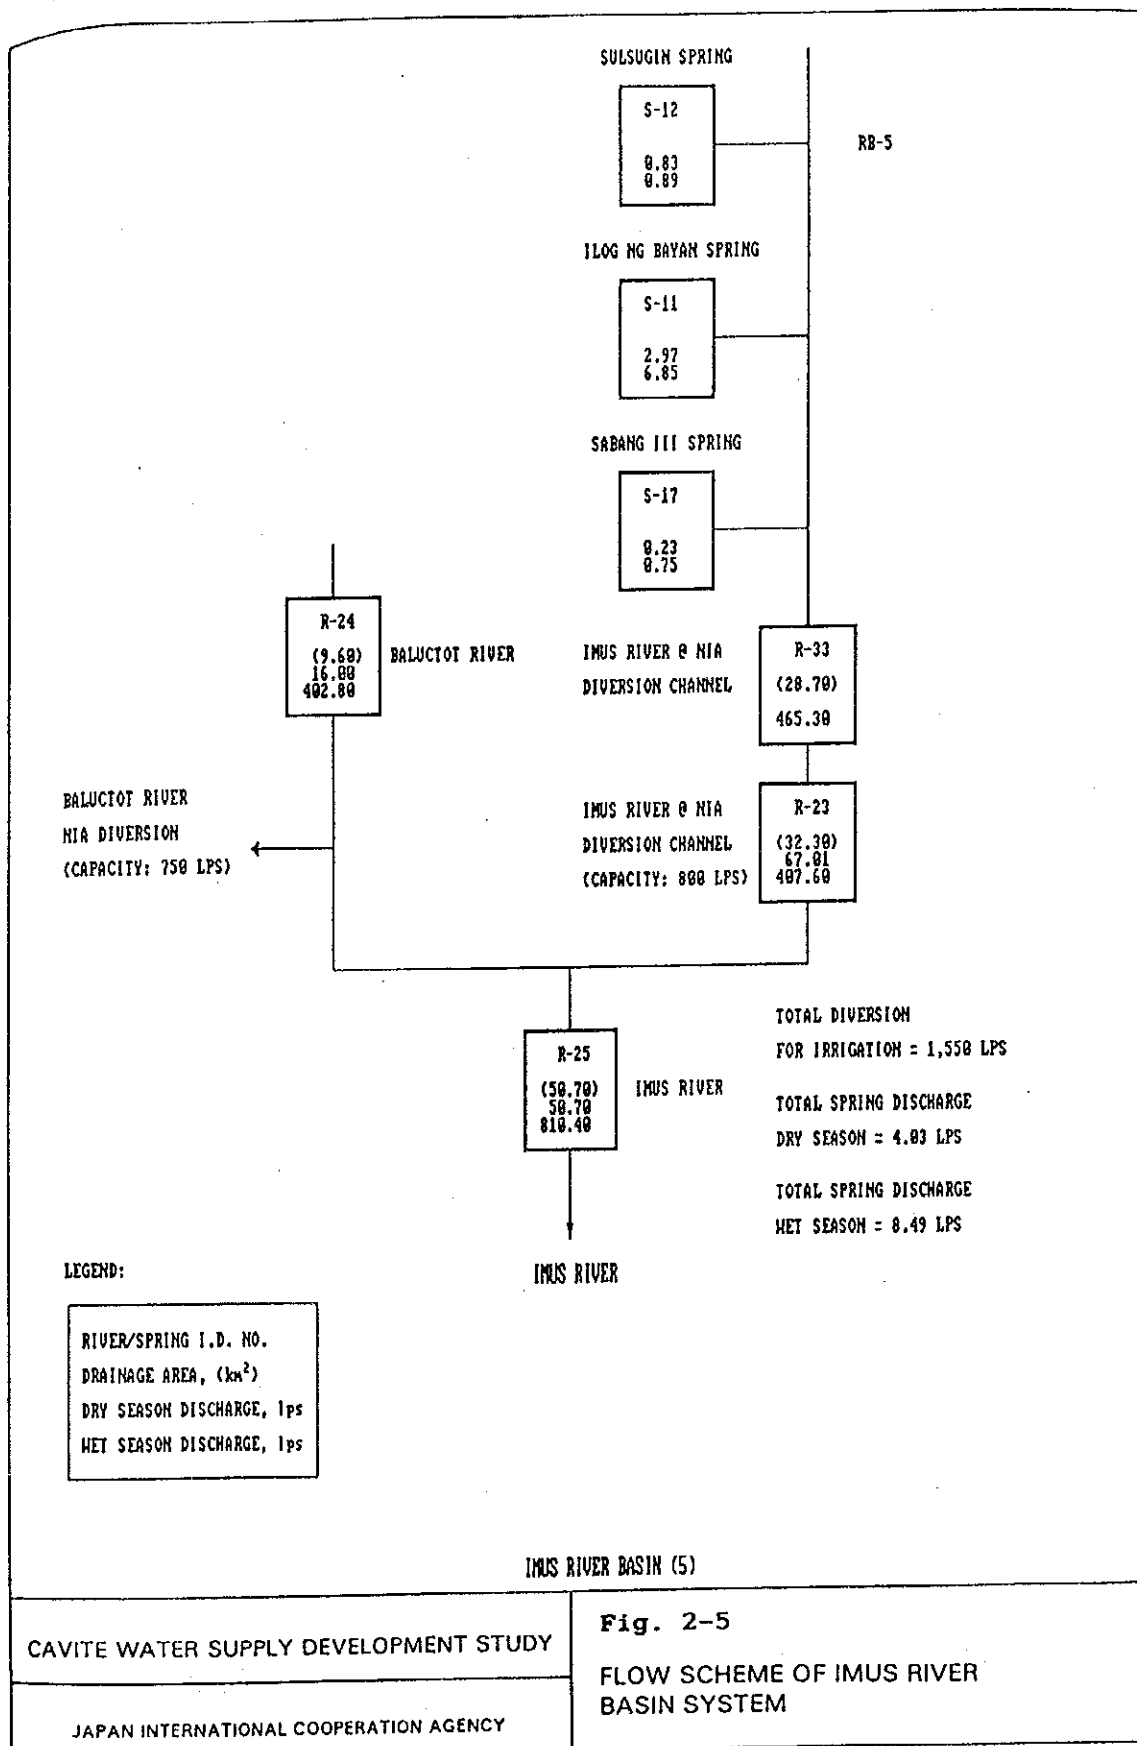 SULSUGIN SPRING
S-12
0.83
0.89
RB-5
ILOG NG BAYAN SPRING
S-11
2.97
6.85
SABANG III SPRING
S-17
0.23
0.75
R-24
(9.60)
16.00
402.80
BALUCTOT RIVER
IMUS RIVER @ NIA
DIVERSION CHANNEL
R-33
(28.70)
465.30
BALUCTOT RIVER
NIA DIVERSION
(CAPACITY: 750 LPS)
IMUS RIVER @ NIA
DIVERSION CHANNEL
(CAPACITY: 800 LPS)
R-23
(32.30)
67.01
407.60
R-25
(50.70)
50.70
810.40
IMUS RIVER
TOTAL DIVERSION
FOR IRRIGATION = 1,550 LPS
TOTAL SPRING DISCHARGE
DRY SEASON = 4.03 LPS
TOTAL SPRING DISCHARGE
WET SEASON = 8.49 LPS
IMUS RIVER
LEGEND:
RIVER/SPRING I.D. NO.
DRAINAGE AREA, (km²)
DRY SEASON DISCHARGE, lps
WET SEASON DISCHARGE, lps
IMUS RIVER BASIN (5)
CAVITE WATER SUPPLY DEVELOPMENT STUDY
JAPAN INTERNATIONAL COOPERATION AGENCY
Fig. 2-5
FLOW SCHEME OF IMUS RIVER
BASIN SYSTEM